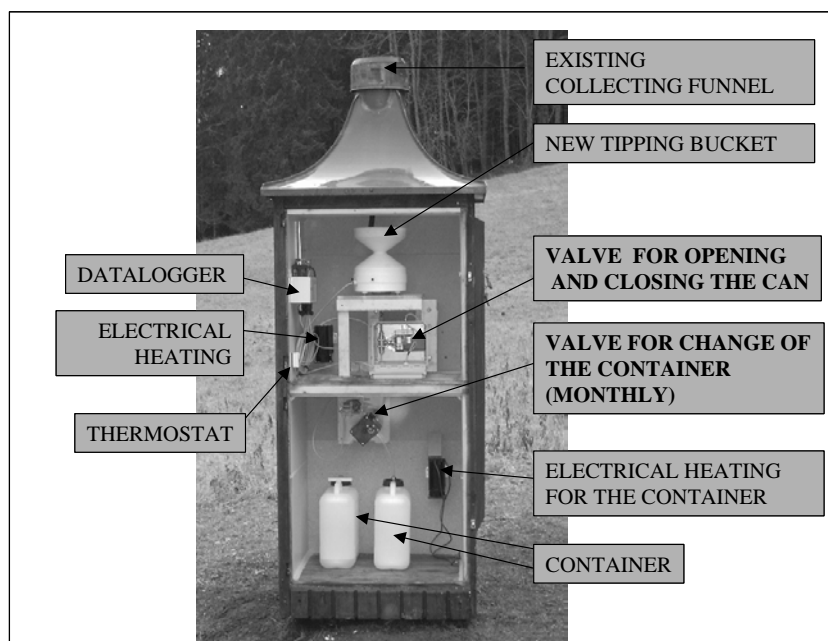 EXISTING
COLLECTING FUNNEL
NEW TIPPING BUCKET
VALVE FOR OPENING
AND CLOSING THE CAN
DATALOGGER
ELECTRICAL
HEATING
VALVE FOR CHANGE OF
THE CONTAINER
(MONTHLY)
THERMOSTAT
ELECTRICAL HEATING
FOR THE CONTAINER
CONTAINER